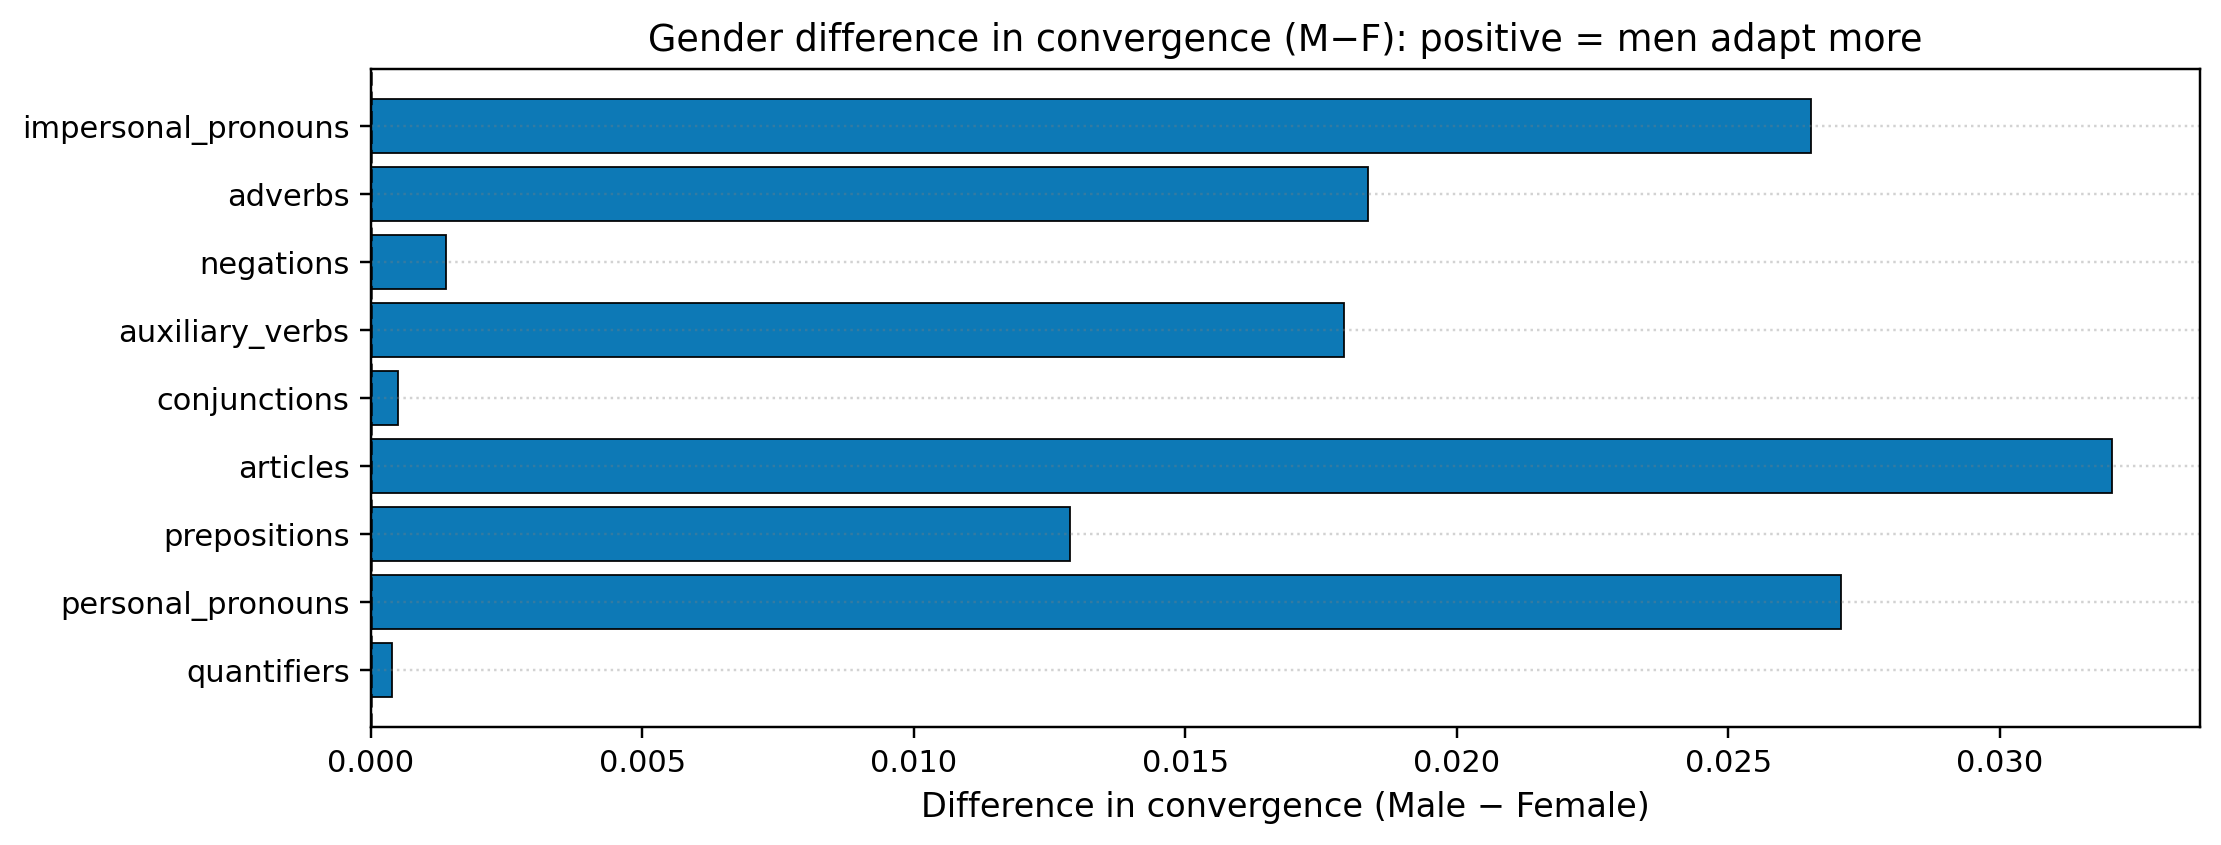 Gender difference in convergence (M−F): positive = men adapt more
impersonal_pronouns
adverbs
negations
auxiliary_verbs
conjunctions
articles
prepositions
personal_pronouns
quantifiers
0.000 0.005 0.010 0.015 0.020 0.025 0.030
Difference in convergence (Male − Female)